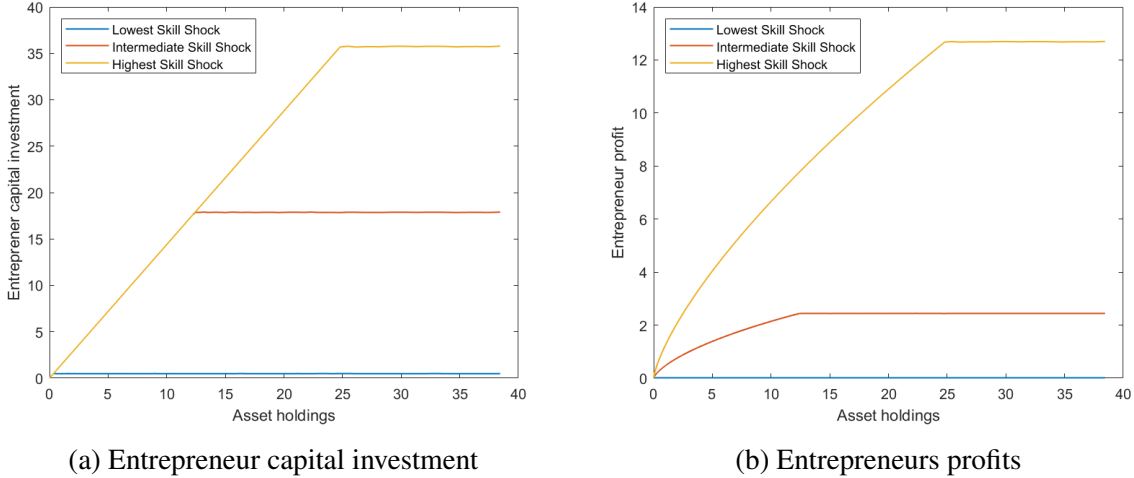 40
35
30
25
20
15
10
5
0
Entreprener capital investment
Lowest Skill Shock
Intermediate Skill Shock
Highest Skill Shock
0 5 10 15 20 25 30 35 40
Asset holdings
(a) Entrepreneur capital investment
14
12
10
8
6
4
2
0
Entrepreneur profit
Lowest Skill Shock
Intermediate Skill Shock
Highest Skill Shock
0 5 10 15 20 25 30 35 40
Asset holdings
(b) Entrepreneurs profits